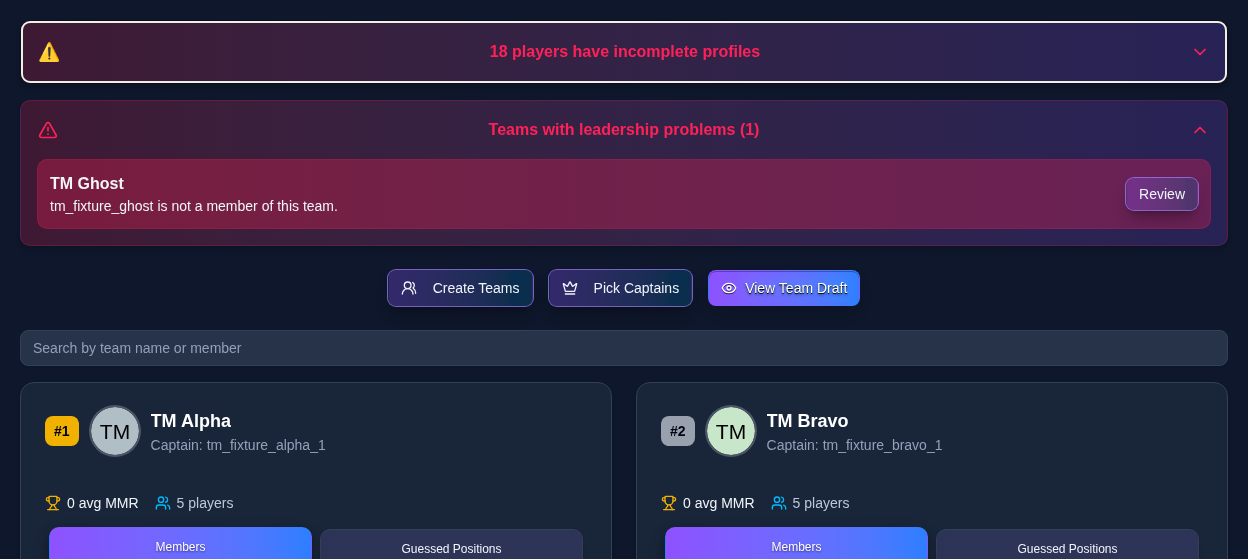 18 players have incomplete profiles
Teams with leadership problems (1)
TM Ghost
tm_fixture_ghost is not a member of this team.
Review
Create Teams
Pick Captains
View Team Draft
Search by team name or member
#1
TM
TM Alpha
Captain: tm_fixture_alpha_1
0 avg MMR
5 players
Members
Guessed Positions
#2
TM
TM Bravo
Captain: tm_fixture_bravo_1
0 avg MMR
5 players
Members
Guessed Positions